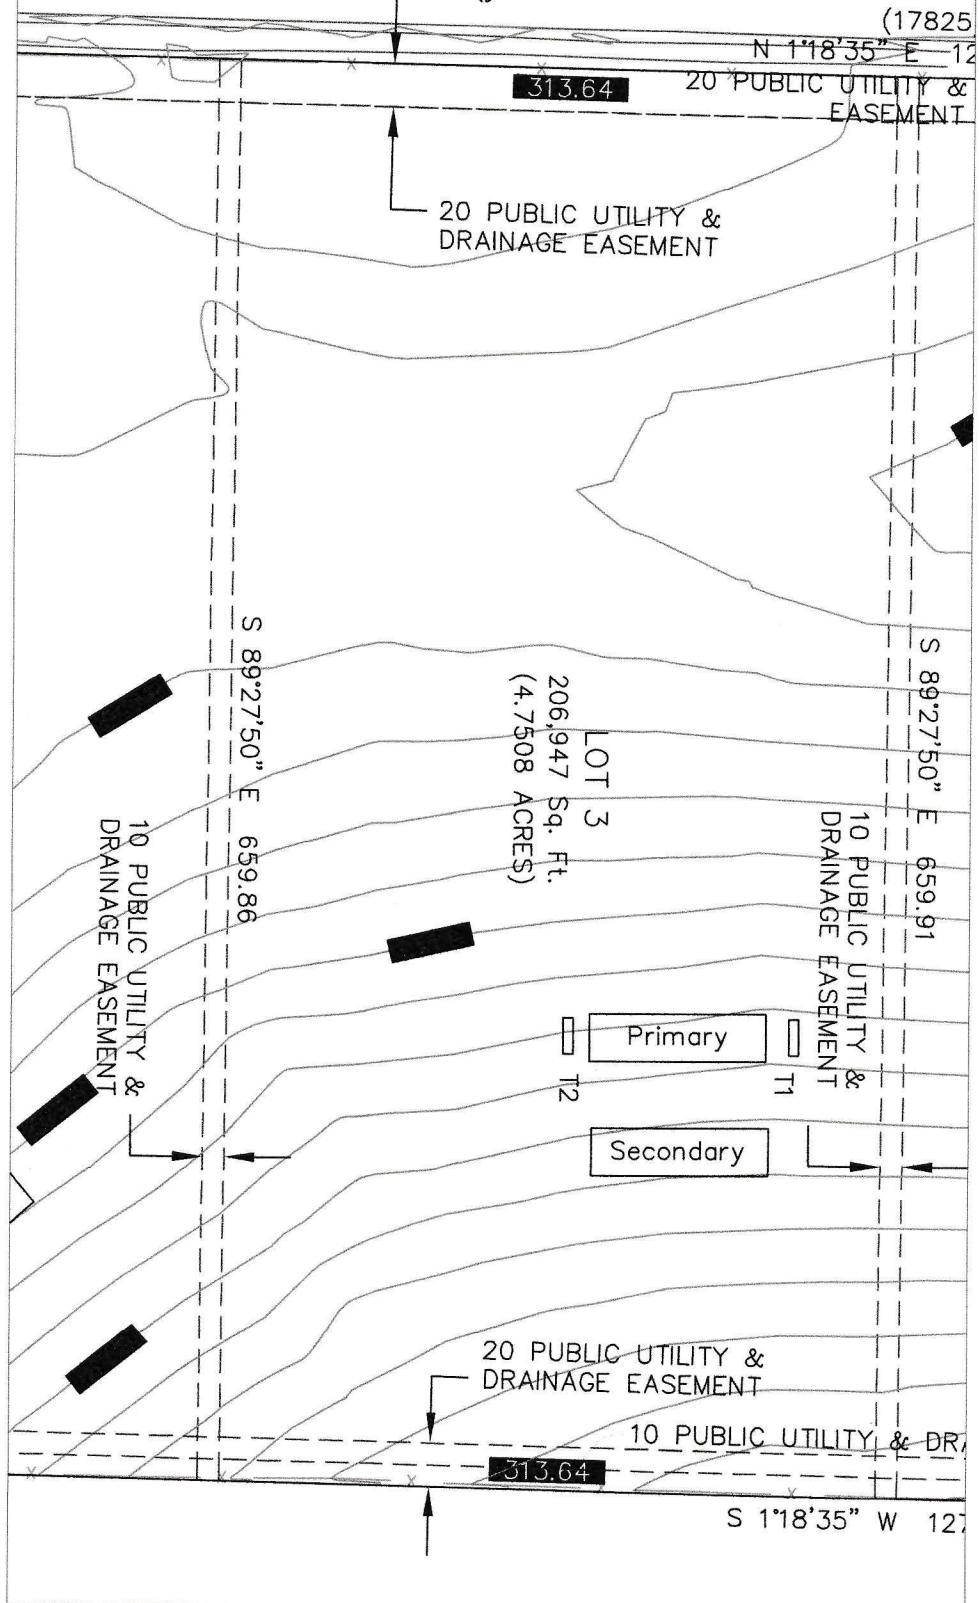 (17825
N 1°18'35" E 12
313.64
20 PUBLIC UTILITY &
EASEMENT
20 PUBLIC UTILITY &
DRAINAGE EASEMENT
S 89°27'50" E 659.86
S 89°27'50" E 659.91
LOT 3
206,947 Sq. Ft.
(4.7508 ACRES)
10 PUBLIC UTILITY &
DRAINAGE EASEMENT
10 PUBLIC UTILITY &
DRAINAGE EASEMENT
Primary
T1
T2
Secondary
20 PUBLIC UTILITY &
DRAINAGE EASEMENT
10 PUBLIC UTILITY & DRA
313.64
S 1°18'35" W 127